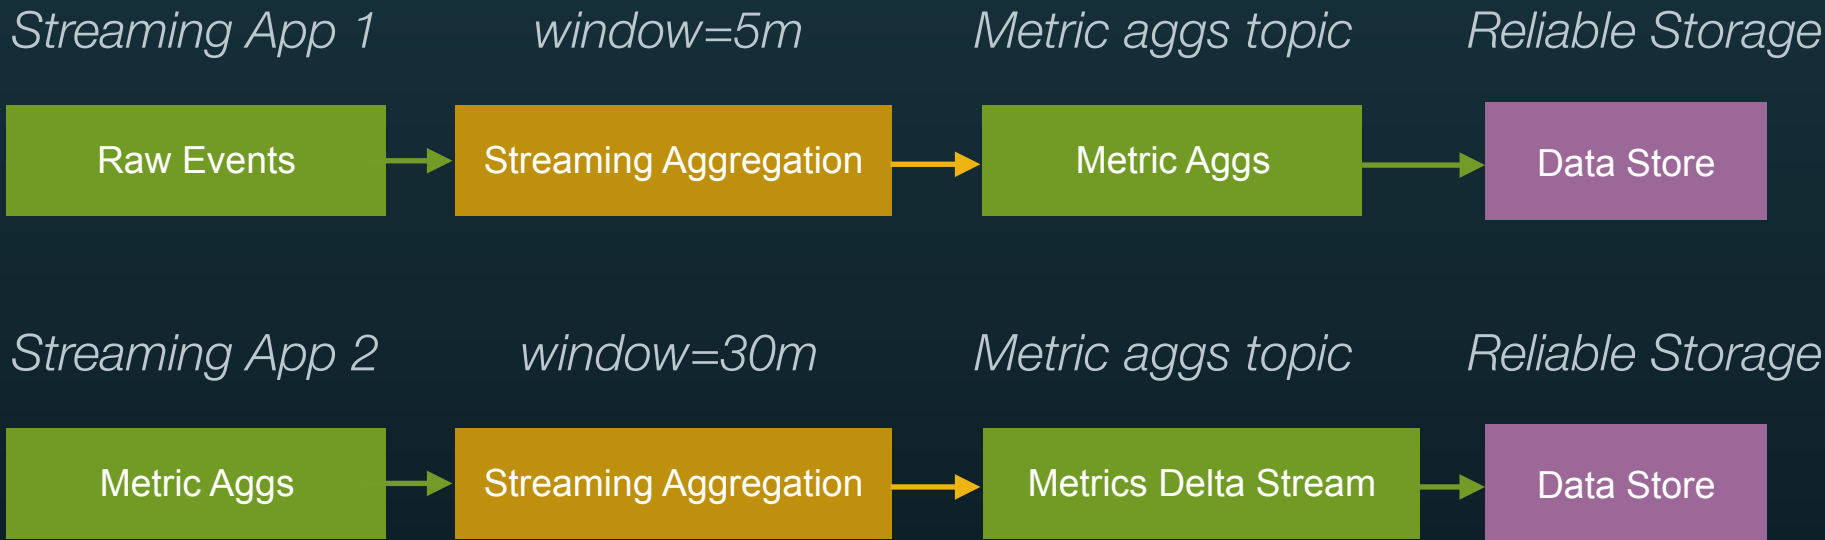 Streaming App 1 window=5m Metric aggs topic Reliable Storage
Raw Events Streaming Aggregation Metric Aggs Data Store
Streaming App 2 window=30m Metric aggs topic Reliable Storage
Metric Aggs Streaming Aggregation Metrics Delta Stream Data Store